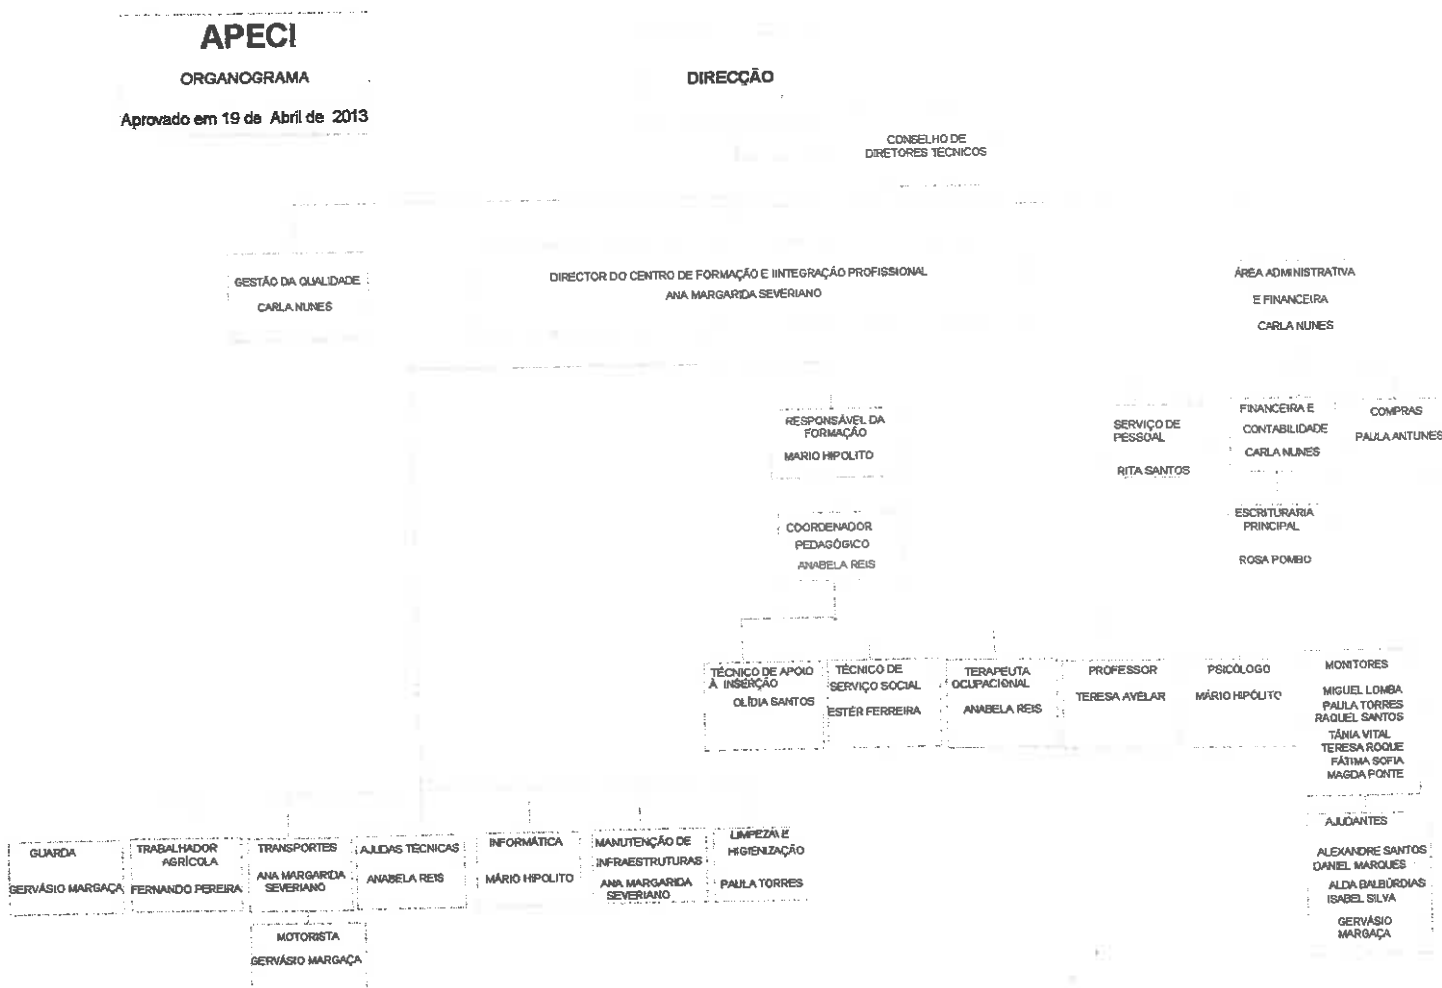 APECI
ORGANOGRAMA
Aprovado em 19 de Abril de 2013
DIRECÇÃO
CONSELHO DE
DIRETORES TÉCNICOS
GESTÃO DA QUALIDADE
CARLA NUNES
DIRECTOR DO CENTRO DE FORMAÇÃO E IINTEGRAÇÃO PROFISSIONAL
ANA MARGARIDA SEVERIANO
ÁREA ADMINISTRATIVA
E FINANCEIRA
CARLA NUNES
RESPONSÁVEL DA
FORMAÇÃO
MARIO HIPOLITO
SERVIÇO DE
PESSOAL
RITA SANTOS
FINANCEIRA E
CONTABILIDADE
CARLA NUNES
COMPRAS
PAULA ANTUNES
COORDENADOR
PEDAGÓGICO
ANABELA REIS
ESCRITURARIA
PRINCIPAL
ROSA POMBO
TÉCNICO DE APOIO
À INSERÇÃO
OLÍDIA SANTOS
TÉCNICO DE
SERVIÇO SOCIAL
ESTÉR FERREIRA
TERAPEUTA
OCUPACIONAL
ANABELA REIS
PROFESSOR
TERESA AVELAR
PSICÓLOGO
MÁRIO HIPÓLITO
MONITORES
MIGUEL LOMBA
PAULA TORRES
RAQUEL SANTOS
TÂNIA VITAL
TERESA ROQUE
FÁTIMA SOFIA
MAGDA PONTE
AJUDANTES
ALEXANDRE SANTOS
DANIEL MARQUES
ALDA BALBÚRDIAS
ISABEL SILVA
GERVÁSIO
MARGAÇA
GUARDA
GERVÁSIO MARGAÇA
TRABALHADOR
AGRÍCOLA
FERNANDO PEREIRA
TRANSPORTES
ANA MARGARIDA
SEVERIANO
AJUDAS TÉCNICAS
ANABELA REIS
INFORMÁTICA
MÁRIO HIPOLITO
MANUTENÇÃO DE
INFRAESTRUTURAS
ANA MARGARIDA
SEVERIANO
LIMPEZA E
HIGIENIZAÇÃO
PAULA TORRES
MOTORISTA
GERVÁSIO MARGAÇA